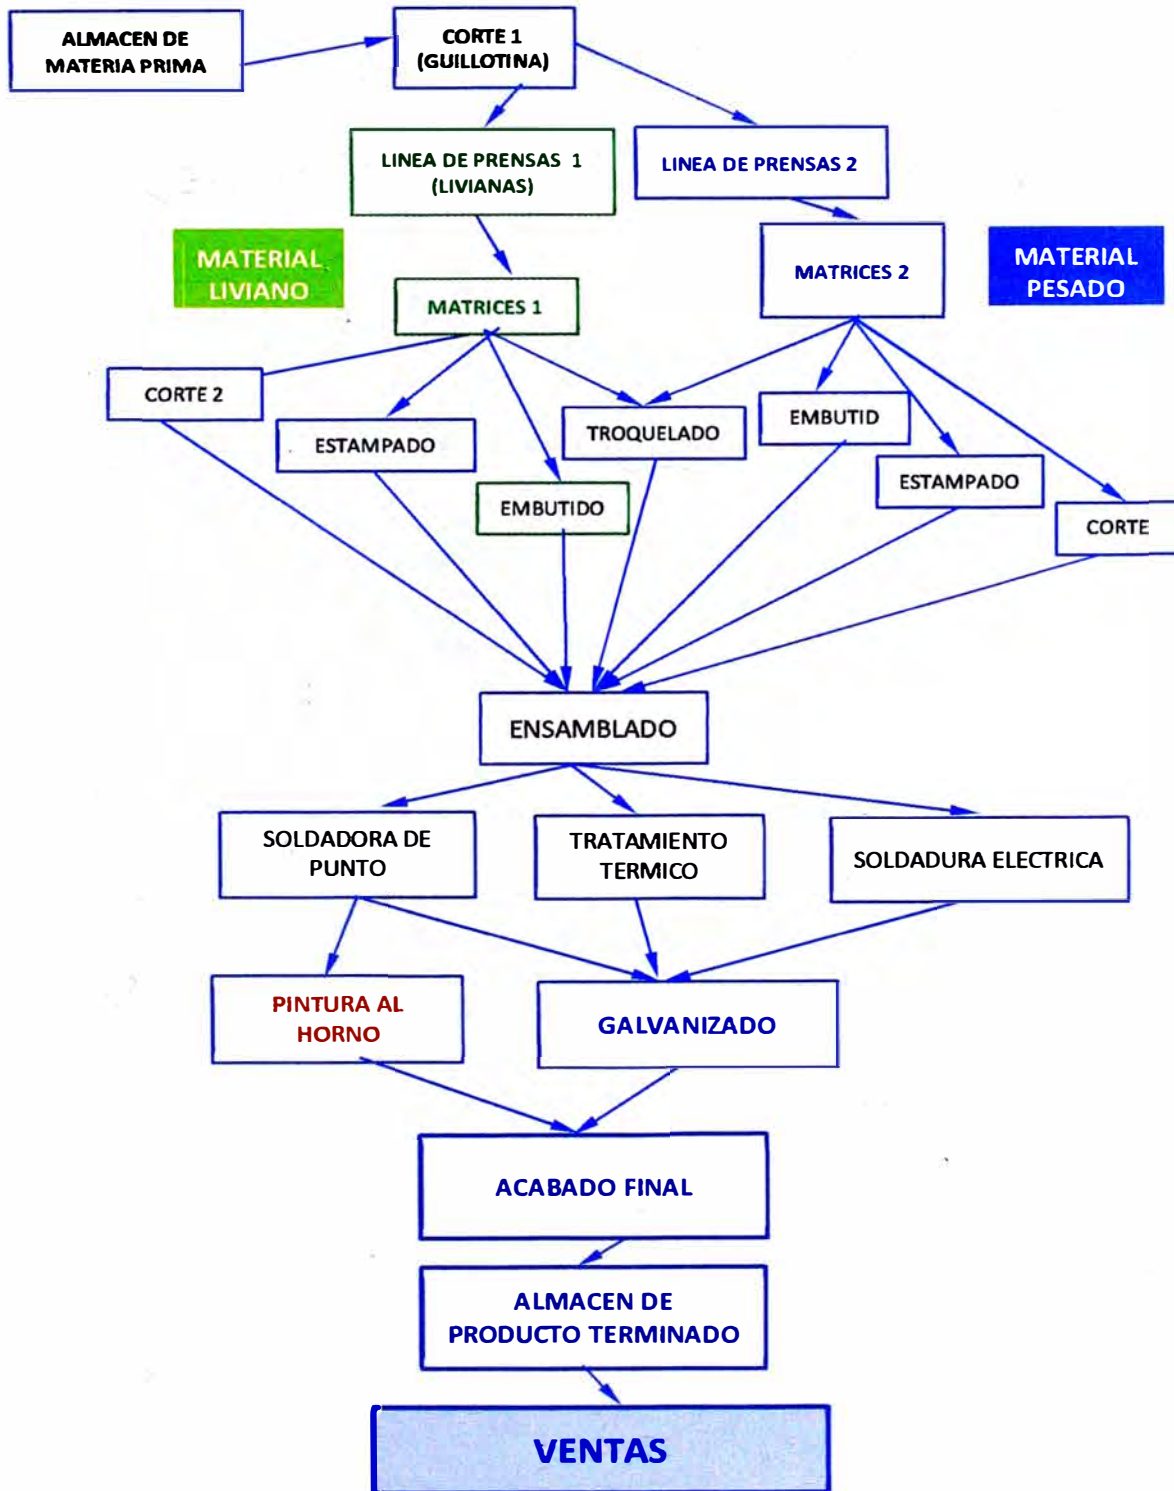 ALMACEN DE
MATERIA PRIMA
CORTE 1
(GUILLOTINA)
LINEA DE PRENSAS 1
(LIVIANAS)
LINEA DE PRENSAS 2
MATERIAL
LIVIANO
MATRICES 1
MATRICES 2
MATERIAL
PESADO
CORTE 2
ESTAMPADO
EMBUTIDO
TROQUELADO
EMBUTID
ESTAMPADO
CORTE
ENSAMBLADO
SOLDADORA DE
PUNTO
TRATAMIENTO
TERMICO
SOLDADURA ELECTRICA
PINTURA AL
HORNO
GALVANIZADO
ACABADO FINAL
ALMACEN DE
PRODUCTO TERMINADO
VENTAS